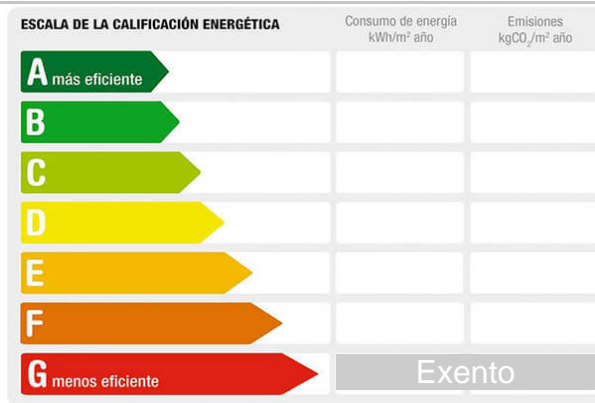 ESCALA DE LA CALIFICACIÓN ENERGÉTICA
Consumo de energía
kWh/m² año
Emisiones
kgCO₂/m² año
A más eficiente
B
C
D
E
F
G menos eficiente
Exento